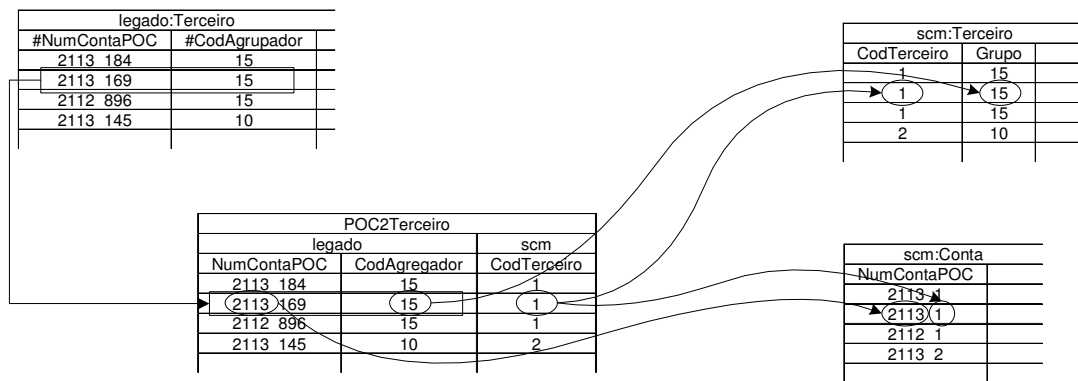 legado:Terceiro
#NumContaPOC #CodAgrupador
2113 184 15
2113 169 15
2112 896 15
2113 145 10
scm:Terceiro
CodTerceiro Grupo
1 15
1 15
1 15
2 10
POC2Terceiro
legado scm
NumContaPOC CodAgregador CodTerceiro
2113 184 15 1
2113 169 15 1
2112 896 15 1
2113 145 10 2
scm:Conta
NumContaPOC
2113 1
2113 1
2112 1
2113 2